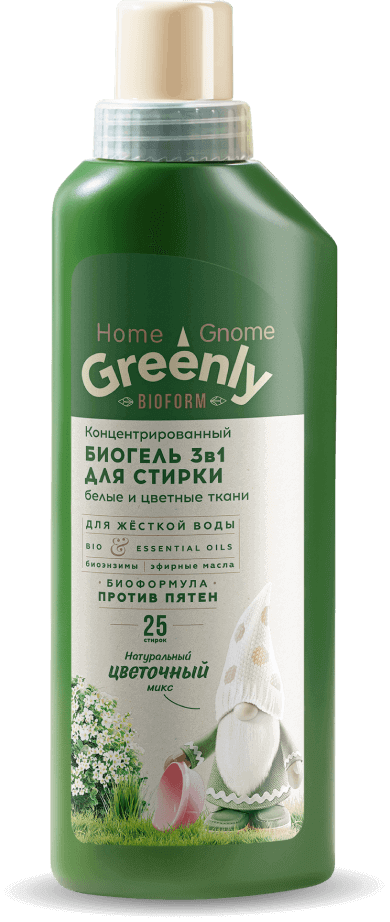 Home Gnome
Greenly
BIOFORM
Концентрированный
БИОГЕЛЬ 3в1
ДЛЯ СТИРКИ
белые и цветные ткани
ДЛЯ ЖЁСТКОЙ ВОДЫ
BIO & ESSENTIAL OILS
биоэнзимы | эфирные масла
· БИОФОРМУЛА ·
ПРОТИВ ПЯТЕН
25
стирок
Натуральный
цветочный
микс